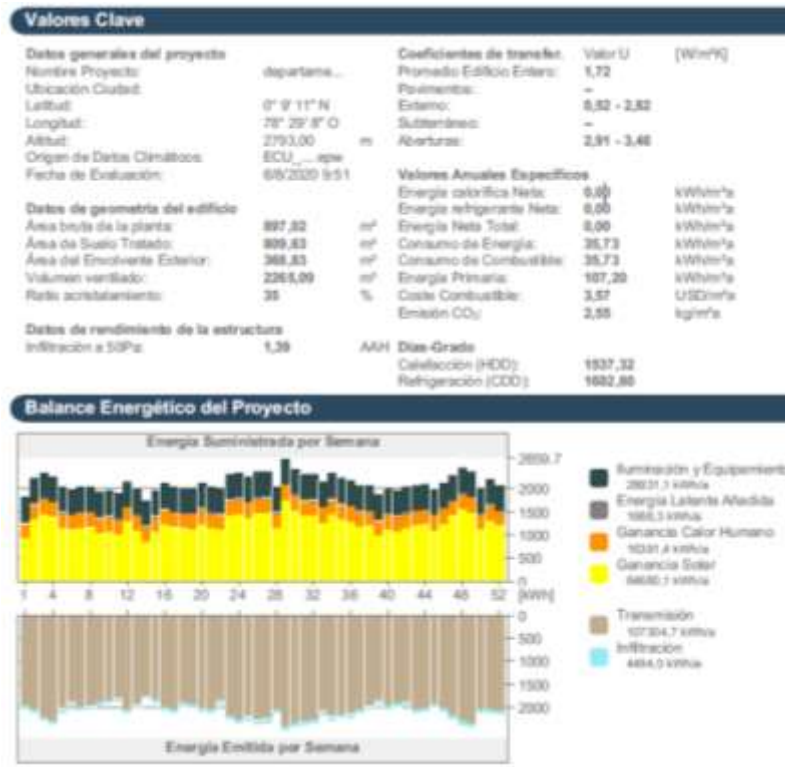 Valores Clave
Datos generales del proyecto
Nombre Proyecto: departame...
Ubicación Ciudad:
Latitud: 0° 9' 11" N
Longitud: 78° 29' 8" O
Altitud: 2793,00 m
Origen de Datos Climáticos: ECU_... epw
Fecha de Evaluación: 6/8/2020 9:51
Datos de geometría del edificio
Área bruta de la planta: 897,02 m²
Área de Suelo Tratado: 809,63 m²
Área del Envolvente Exterior: 368,83 m²
Volumen ventilado: 2265,09 m³
Ratio acristalamiento: 35 %
Datos de rendimiento de la estructura
Infiltración a 50Pa: 1,39 AAH
Coeficientes de transfer. Valor U [W/m²K]
Promedio Edificio Entero: 1,72
Pavimentos: --
Externo: 0,52 - 2,82
Subterráneo: --
Aberturas: 2,91 - 3,46
Valores Anuales Específicos
Energía calorífica Neta: 0,00 kWh/m²a
Energía refrigerante Neta: 0,00 kWh/m²a
Energía Neta Total: 0,00 kWh/m²a
Consumo de Energía: 35,73 kWh/m²a
Consumo de Combustible: 35,73 kWh/m²a
Energía Primaria: 107,20 kWh/m²a
Coste Combustible: 3,57 USD/m²a
Emisión CO₂: 2,55 kg/m²a
Días-Grado
Calefacción (HDD): 1537,32
Refrigeración (CDD): 1602,80
Balance Energético del Proyecto
Energía Suministrada por Semana
2659.7
2000
1500
1000
500
0
1 4 8 12 16 20 24 28 32 36 40 44 48 52 [kWh]
0
500
1000
1500
2000
Energía Emitida por Semana
Iluminación y Equipamiento
Energía Latente Añadida
Ganancia Calor Humano
Ganancia Solar
Transmisión
107304,7 kWh/a
Infiltración